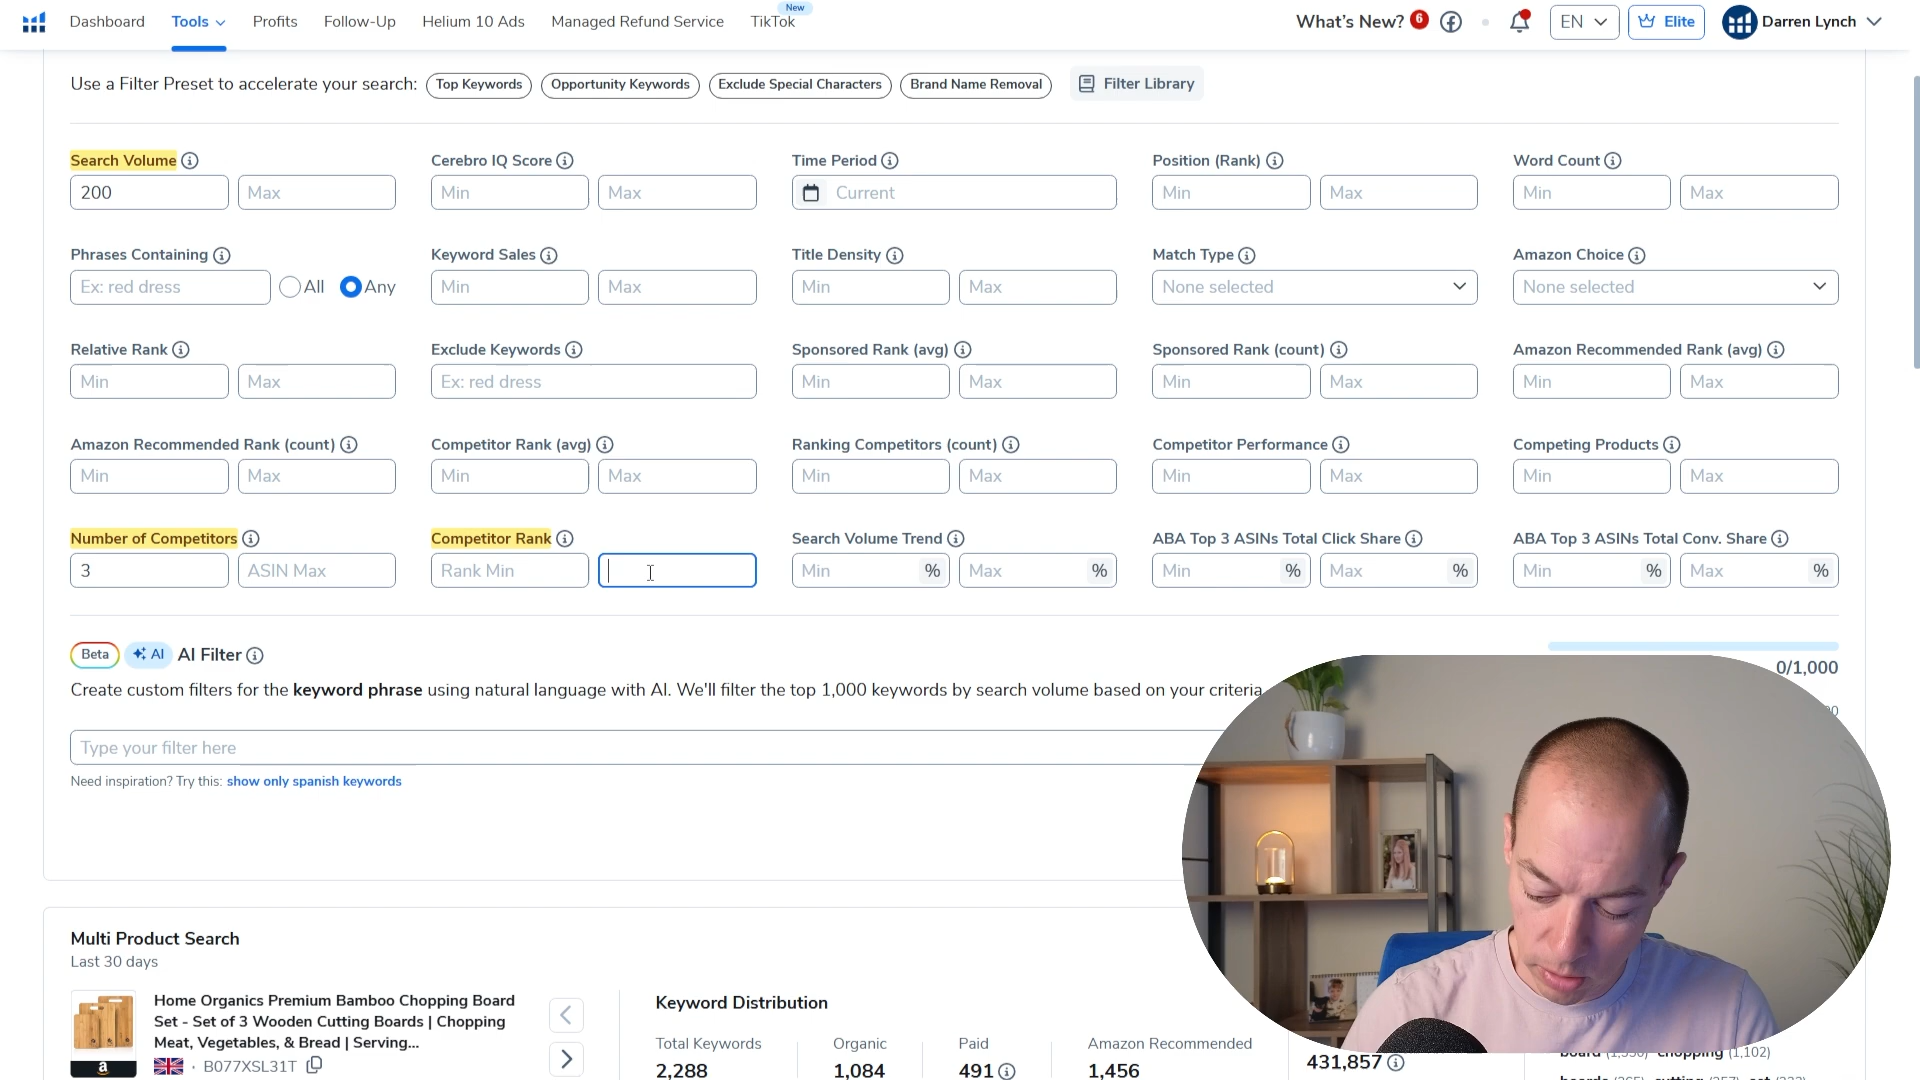 Dashboard Tools Profits Follow-Up Helium 10 Ads Managed Refund Service TikTok New What's New? 6 EN Elite Darren Lynch
Use a Filter Preset to accelerate your search: Top Keywords Opportunity Keywords Exclude Special Characters Brand Name Removal Filter Library
Search Volume Cerebro IQ Score Time Period Position (Rank) Word Count
200 Max Min Max Current Min Max Min Max
Phrases Containing Keyword Sales Title Density Match Type Amazon Choice
Ex: red dress All Any Min Max Min Max None selected None selected
Relative Rank Exclude Keywords Sponsored Rank (avg) Sponsored Rank (count) Amazon Recommended Rank (avg)
Min Max Ex: red dress Min Max Min Max Min Max
Amazon Recommended Rank (count) Competitor Rank (avg) Ranking Competitors (count) Competitor Performance Competing Products
Min Max Min Max Min Max Min Max Min Max
Number of Competitors Competitor Rank Search Volume Trend ABA Top 3 ASINs Total Click Share ABA Top 3 ASINs Total Conv. Share
3 ASIN Max Rank Min Min % Max % Min % Max % Min % Max %
Beta AI AI Filter
0/1,000
Create custom filters for the keyword phrase using natural language with AI. We'll filter the top 1,000 keywords by search volume based on your criteria
Type your filter here
Need inspiration? Try this: show only spanish keywords
Multi Product Search
Last 30 days
Home Organics Premium Bamboo Chopping Board
Set - Set of 3 Wooden Cutting Boards | Chopping
Meat, Vegetables, & Bread | Serving...
a · B077XSL31T
Keyword Distribution
Total Keywords Organic Paid Amazon Recommended
2,288 1,084 491 1,456
431,857
chopping (1,102)